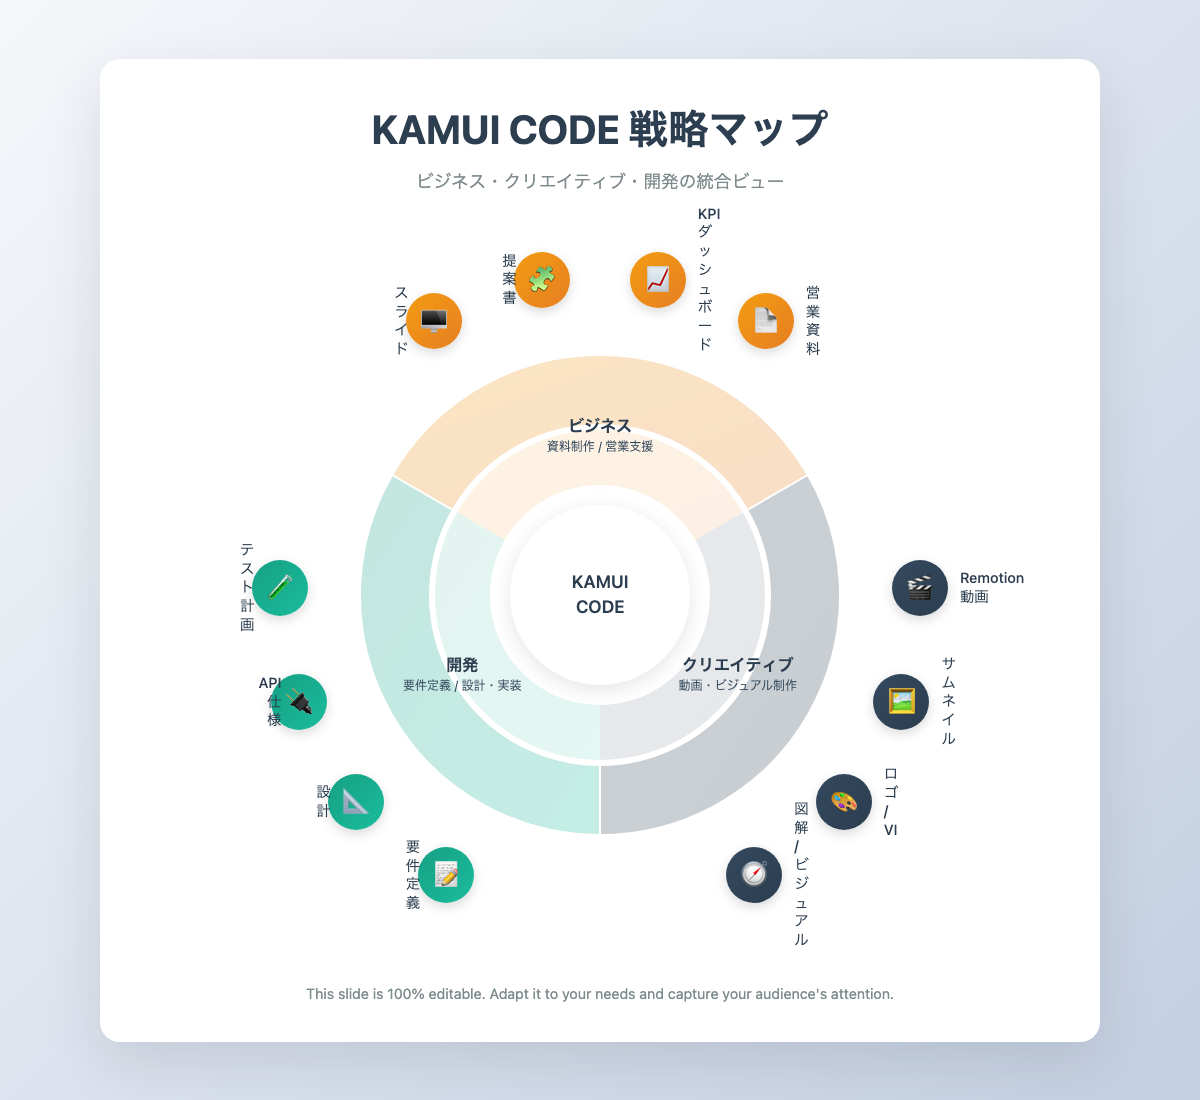 KAMUI CODE 戦略マップ
ビジネス・クリエイティブ・開発の統合ビュー
スライド
提案書
KPI
ダッシュボード
営業資料
ビジネス
資料制作 / 営業支援
KAMUI
CODE
テスト計画
Remotion
動画
API
仕様
サムネイル
開発
要件定義 / 設計・実装
クリエイティブ
動画・ビジュアル制作
設計
ロゴ
/
VI
要件定義
図解
/
ビジュアル
This slide is 100% editable. Adapt it to your needs and capture your audience's attention.